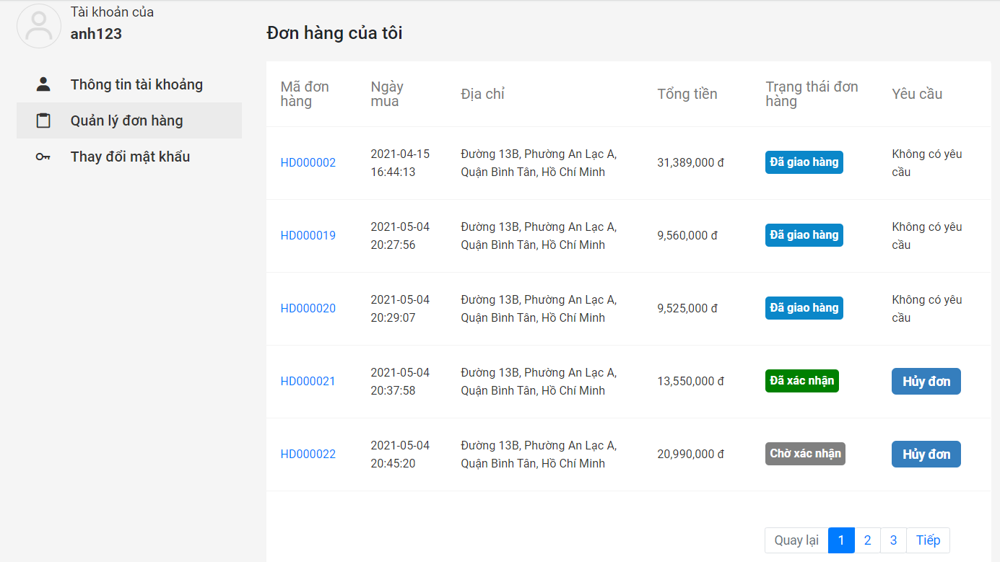 Tài khoản của
anh123
Thông tin tài khoảng
Quản lý đơn hàng
Thay đổi mật khẩu
Đơn hàng của tôi
Mã đơn hàng
Ngày mua
Địa chỉ
Tổng tiền
Trạng thái đơn hàng
Yêu cầu
HD000002
2021-04-15
16:44:13
Đường 13B, Phường An Lạc A,
Quận Bình Tân, Hồ Chí Minh
31,389,000 đ
Đã giao hàng
Không có yêu
cầu
HD000019
2021-05-04
20:27:56
Đường 13B, Phường An Lạc A,
Quận Bình Tân, Hồ Chí Minh
9,560,000 đ
Đã giao hàng
Không có yêu
cầu
HD000020
2021-05-04
20:29:07
Đường 13B, Phường An Lạc A,
Quận Bình Tân, Hồ Chí Minh
9,525,000 đ
Đã giao hàng
Không có yêu
cầu
HD000021
2021-05-04
20:37:58
Đường 13B, Phường An Lạc A,
Quận Bình Tân, Hồ Chí Minh
13,550,000 đ
Đã xác nhận
Hủy đơn
HD000022
2021-05-04
20:45:20
Đường 13B, Phường An Lạc A,
Quận Bình Tân, Hồ Chí Minh
20,990,000 đ
Chờ xác nhận
Hủy đơn
Quay lại 1 2 3 Tiếp